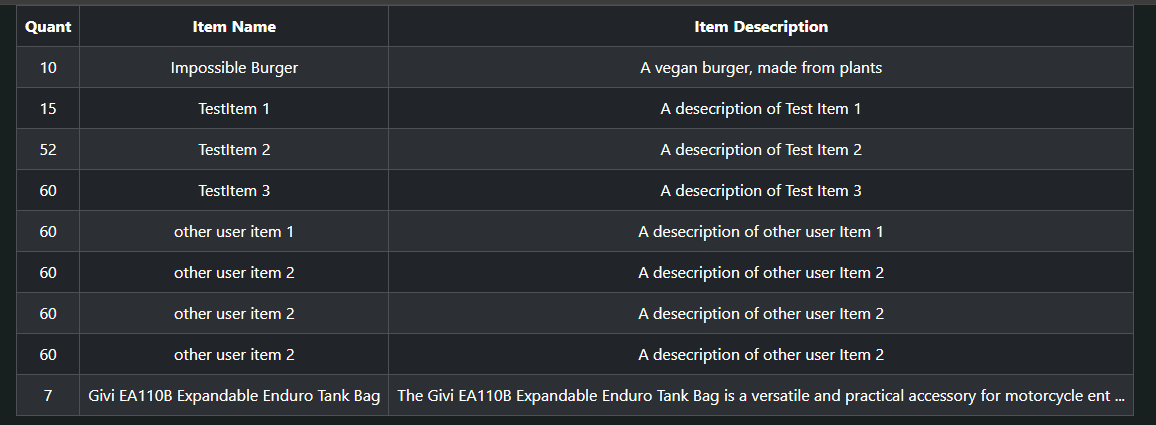 Quant Item Name Item Desecription
10 Impossible Burger A vegan burger, made from plants
15 TestItem 1 A desecription of Test Item 1
52 TestItem 2 A desecription of Test Item 2
60 TestItem 3 A desecription of Test Item 3
60 other user item 1 A desecription of other user Item 1
60 other user item 2 A desecription of other user Item 2
60 other user item 2 A desecription of other user Item 2
60 other user item 2 A desecription of other user Item 2
7 Givi EA110B Expandable Enduro Tank Bag The Givi EA110B Expandable Enduro Tank Bag is a versatile and practical accessory for motorcycle ent ...